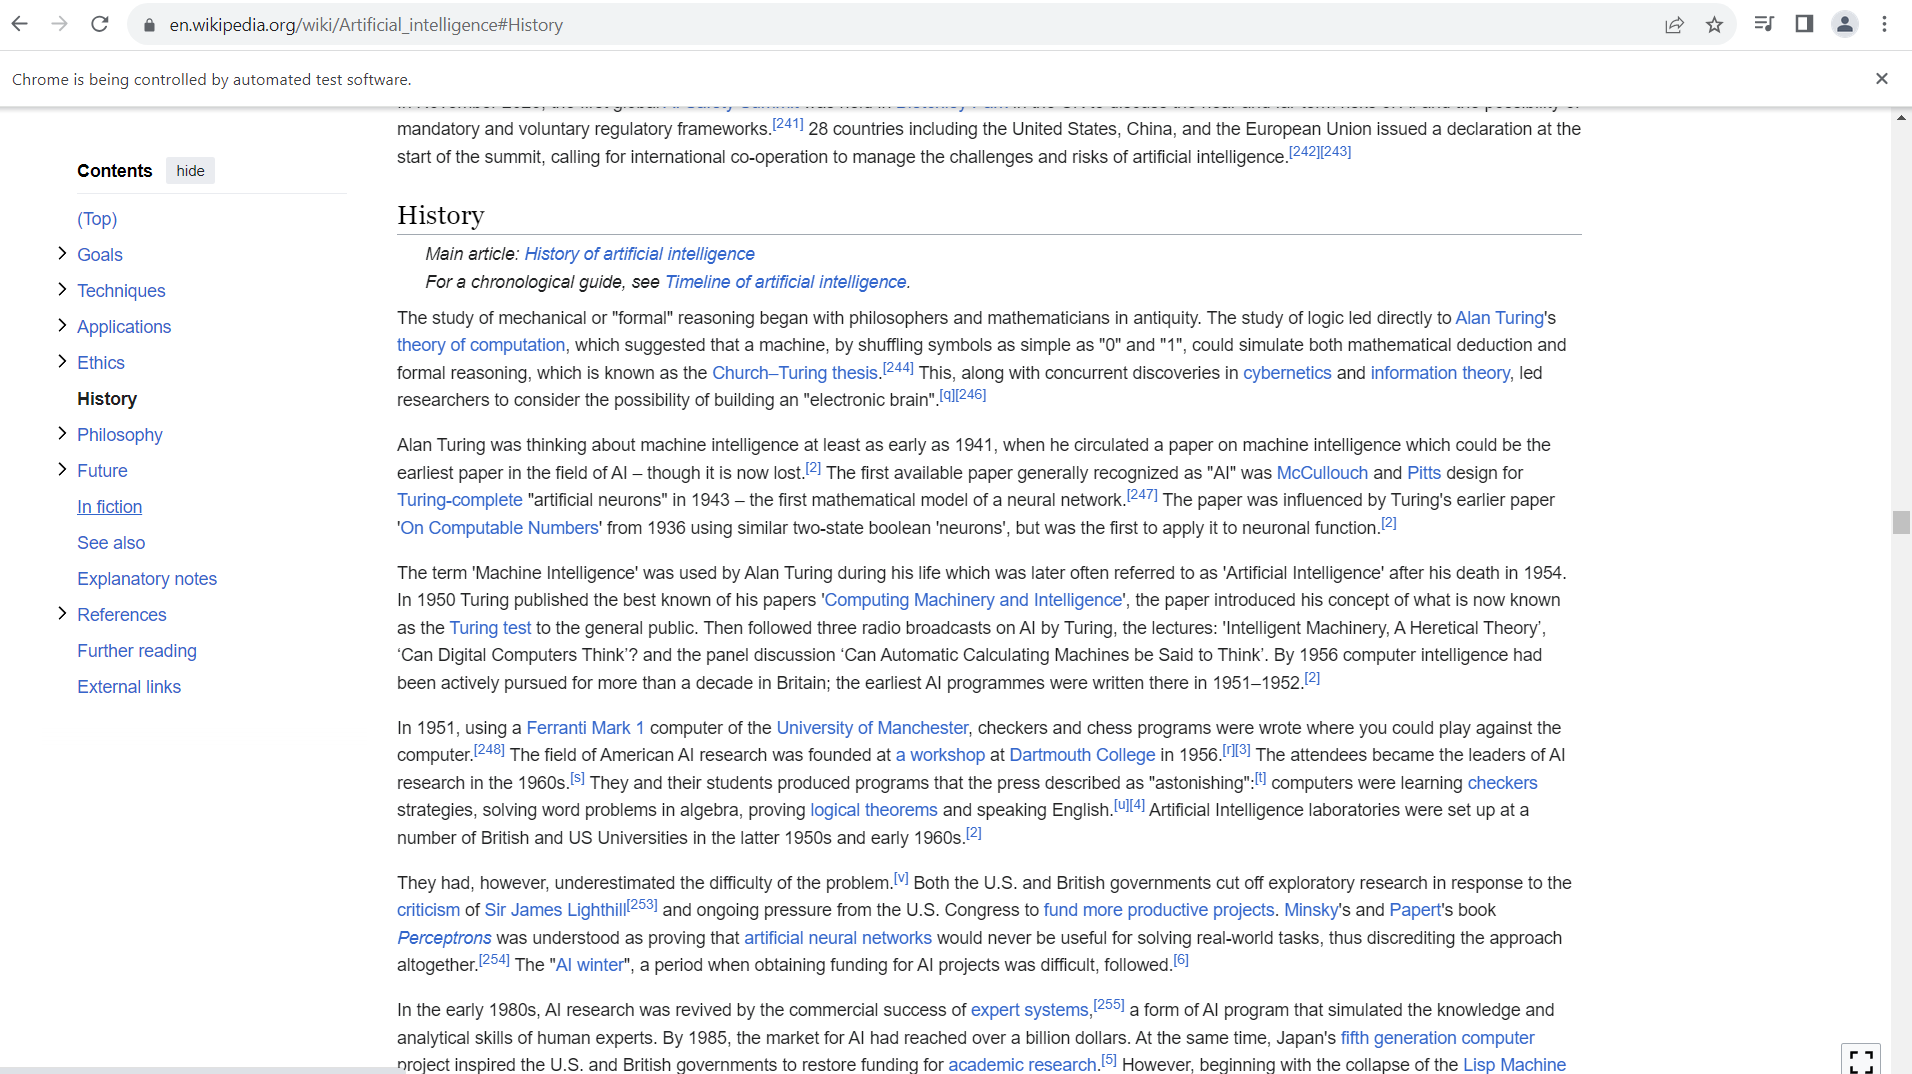 en.wikipedia.org/wiki/Artificial_intelligence#History
Chrome is being controlled by automated test software.
mandatory and voluntary regulatory frameworks.[241] 28 countries including the United States, China, and the European Union issued a declaration at the
start of the summit, calling for international co-operation to manage the challenges and risks of artificial intelligence.[242][243]
Contents hide
(Top)
Goals
Techniques
Applications
Ethics
History
Philosophy
Future
In fiction
See also
Explanatory notes
References
Further reading
External links
History
Main article: History of artificial intelligence
For a chronological guide, see Timeline of artificial intelligence.
The study of mechanical or "formal" reasoning began with philosophers and mathematicians in antiquity. The study of logic led directly to Alan Turing's
theory of computation, which suggested that a machine, by shuffling symbols as simple as "0" and "1", could simulate both mathematical deduction and
formal reasoning, which is known as the Church–Turing thesis.[244] This, along with concurrent discoveries in cybernetics and information theory, led
researchers to consider the possibility of building an "electronic brain".[q][246]
Alan Turing was thinking about machine intelligence at least as early as 1941, when he circulated a paper on machine intelligence which could be the
earliest paper in the field of AI – though it is now lost.[2] The first available paper generally recognized as "AI" was McCullouch and Pitts design for
Turing-complete "artificial neurons" in 1943 – the first mathematical model of a neural network.[247] The paper was influenced by Turing's earlier paper
'On Computable Numbers' from 1936 using similar two-state boolean 'neurons', but was the first to apply it to neuronal function.[2]
The term 'Machine Intelligence' was used by Alan Turing during his life which was later often referred to as 'Artificial Intelligence' after his death in 1954.
In 1950 Turing published the best known of his papers 'Computing Machinery and Intelligence', the paper introduced his concept of what is now known
as the Turing test to the general public. Then followed three radio broadcasts on AI by Turing, the lectures: 'Intelligent Machinery, A Heretical Theory’,
‘Can Digital Computers Think’? and the panel discussion ‘Can Automatic Calculating Machines be Said to Think’. By 1956 computer intelligence had
been actively pursued for more than a decade in Britain; the earliest AI programmes were written there in 1951–1952.[2]
In 1951, using a Ferranti Mark 1 computer of the University of Manchester, checkers and chess programs were wrote where you could play against the
computer.[248] The field of American AI research was founded at a workshop at Dartmouth College in 1956.[r][3] The attendees became the leaders of AI
research in the 1960s.[s] They and their students produced programs that the press described as "astonishing":[t] computers were learning checkers
strategies, solving word problems in algebra, proving logical theorems and speaking English.[u][4] Artificial Intelligence laboratories were set up at a
number of British and US Universities in the latter 1950s and early 1960s.[2]
They had, however, underestimated the difficulty of the problem.[v] Both the U.S. and British governments cut off exploratory research in response to the
criticism of Sir James Lighthill[253] and ongoing pressure from the U.S. Congress to fund more productive projects. Minsky's and Papert's book
Perceptrons was understood as proving that artificial neural networks would never be useful for solving real-world tasks, thus discrediting the approach
altogether.[254] The "AI winter", a period when obtaining funding for AI projects was difficult, followed.[6]
In the early 1980s, AI research was revived by the commercial success of expert systems,[255] a form of AI program that simulated the knowledge and
analytical skills of human experts. By 1985, the market for AI had reached over a billion dollars. At the same time, Japan's fifth generation computer
project inspired the U.S. and British governments to restore funding for academic research.[5] However, beginning with the collapse of the Lisp Machine